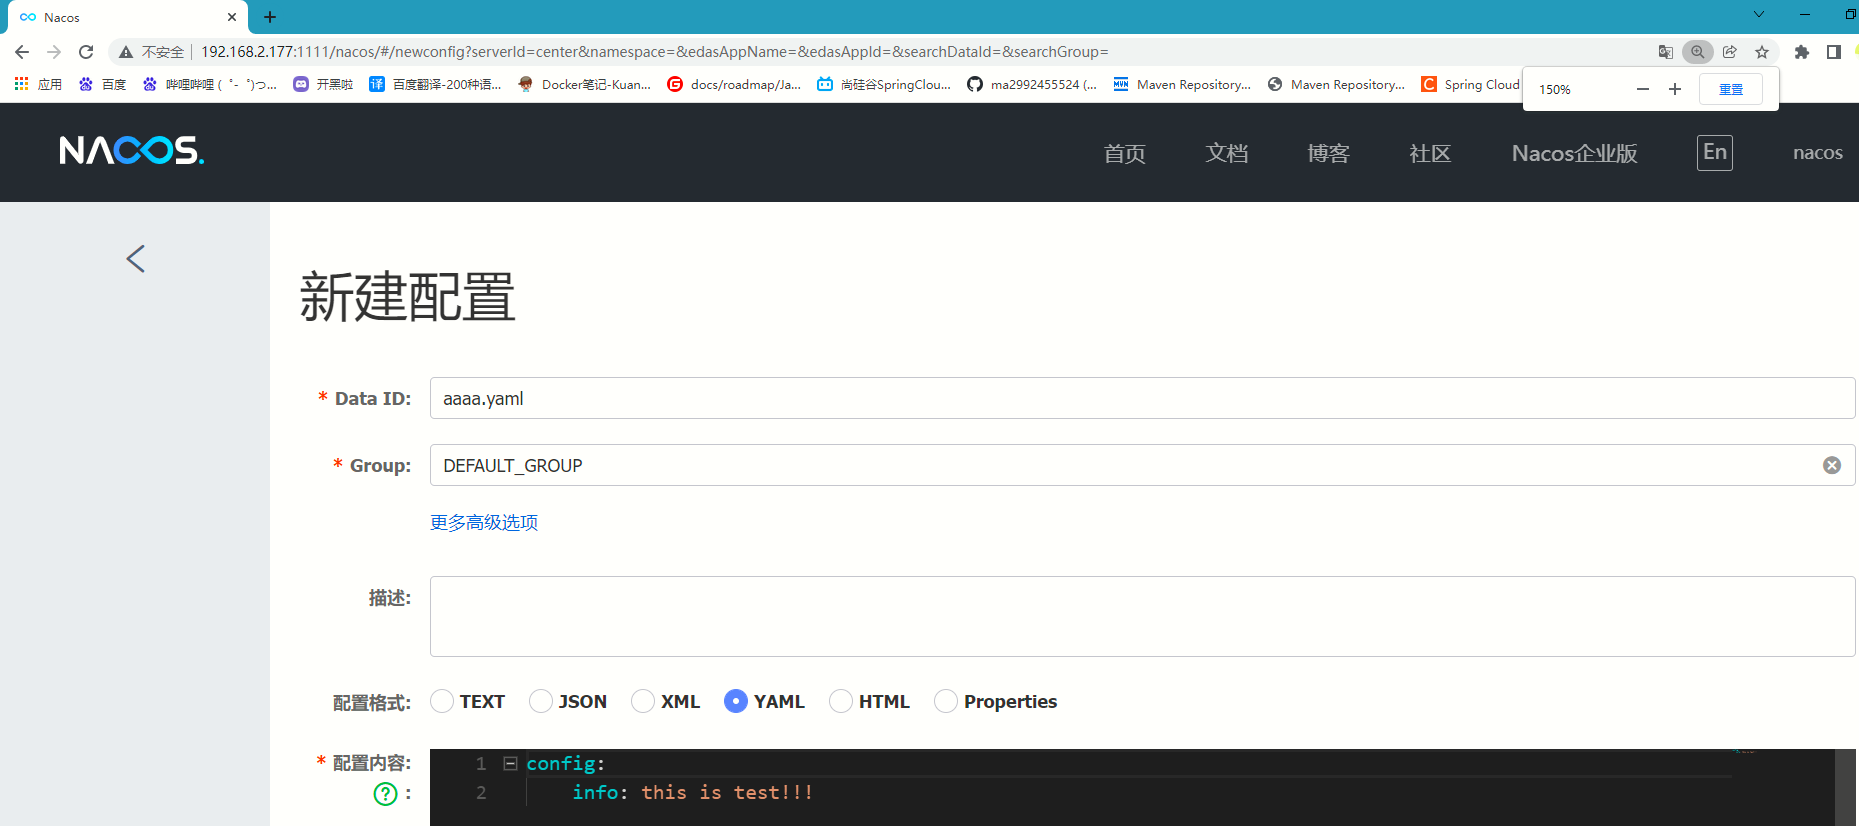 Nacos
不安全 192.168.2.177:1111/nacos/#/newconfig?serverId=center&namespace=&edasAppName=&edasAppId=&searchDataId=&searchGroup=
应用 百度 哔哩哔哩 (゜-゜)つ... 开黑啦 百度翻译-200种语... Docker笔记-Kuan... docs/roadmap/Ja... 尚硅谷SpringClou... ma2992455524 (... Maven Repository... Maven Repository... Spring Cloud
150% 重置
NACOS.
首页 文档 博客 社区 Nacos企业版 En nacos
新建配置
* Data ID: aaaa.yaml
* Group: DEFAULT_GROUP
更多高级选项
描述:
配置格式: TEXT JSON XML YAML HTML Properties
* 配置内容:
? :
1 config:
2 info: this is test!!!